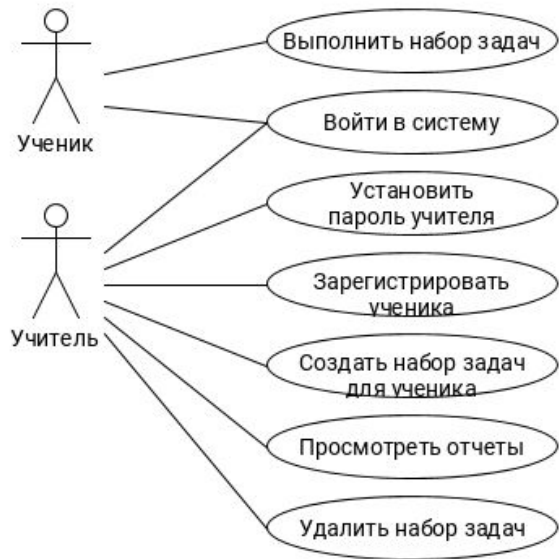 Выполнить набор задач
Ученик
Войти в систему
Установить
пароль учителя
Зарегистрировать
ученика
Учитель
Создать набор задач
для ученика
Просмотреть отчеты
Удалить набор задач